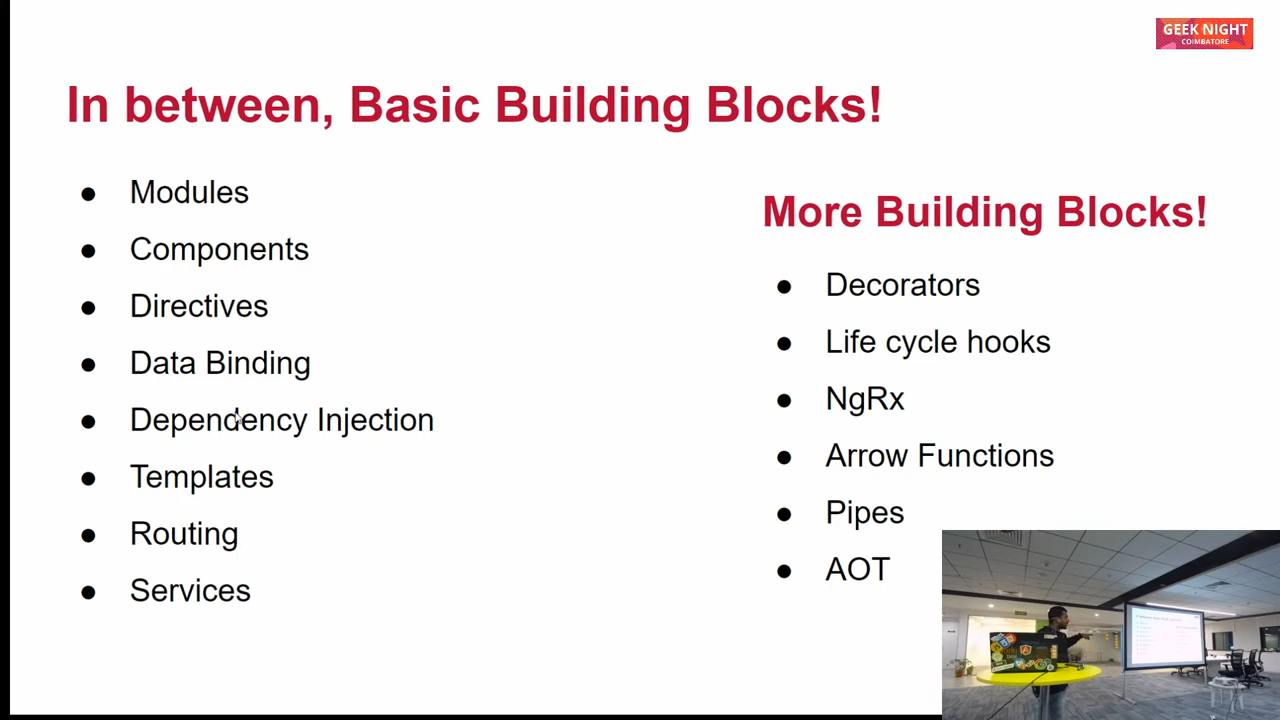 GEEK NIGHT
COIMBATORE
In between, Basic Building Blocks!
● Modules
● Components
● Directives
● Data Binding
● Dependency Injection
● Templates
● Routing
● Services
More Building Blocks!
● Decorators
● Life cycle hooks
● NgRx
● Arrow Functions
● Pipes
● AOT